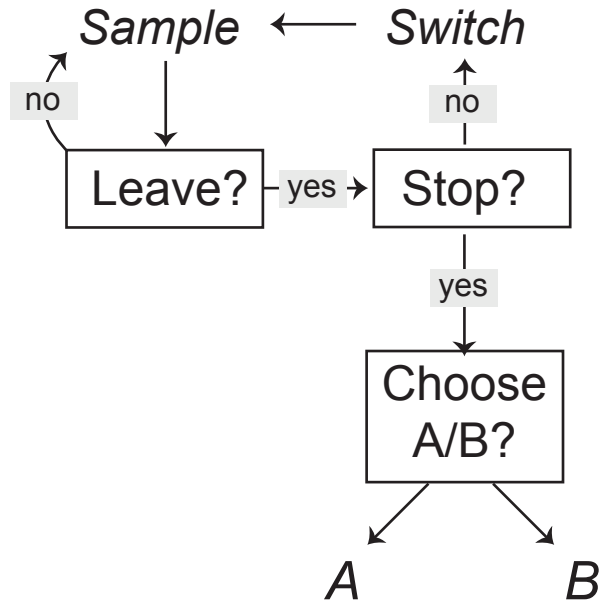 Sample
Switch
no
no
Leave?
yes
Stop?
yes
Choose
A/B?
A
B